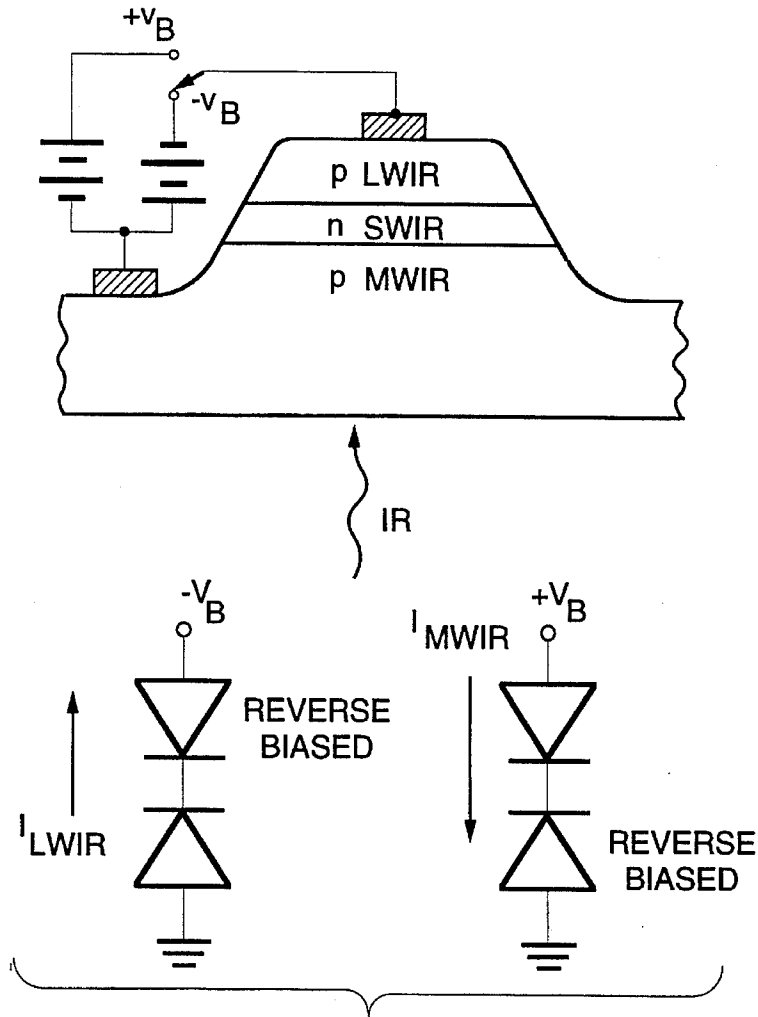 +v_B
-v_B
p LWIR
n SWIR
p MWIR
IR
-V_B
+V_B
I_MWIR
REVERSE
BIASED
I_LWIR
REVERSE
BIASED